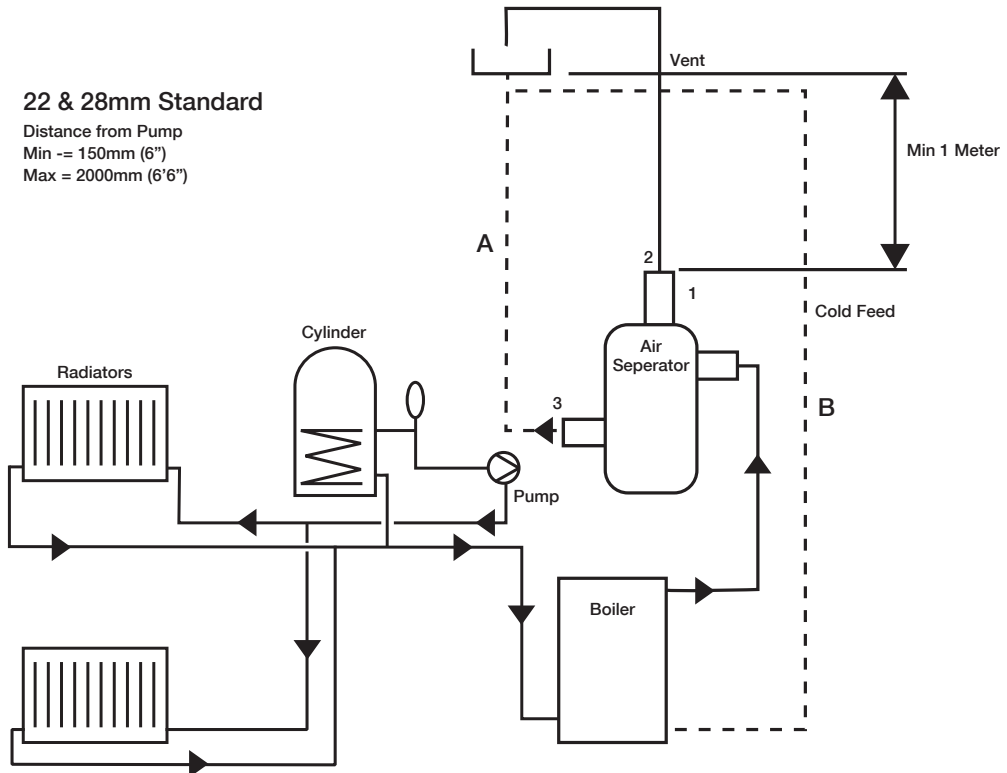 22 & 28mm Standard
Distance from Pump
Min -= 150mm (6”)
Max = 2000mm (6’6”)
Vent
Min 1 Meter
A
2
1
Cold Feed
Cylinder
Air
Seperator
Radiators
3
B
Pump
Boiler